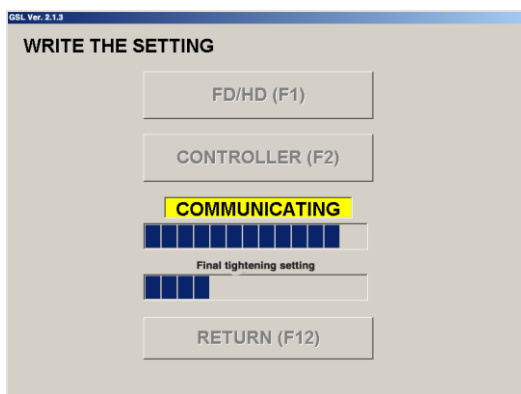 GSL Ver. 2.1.3
WRITE THE SETTING
FD/HD (F1)
CONTROLLER (F2)
COMMUNICATING
Final tightening setting
RETURN (F12)